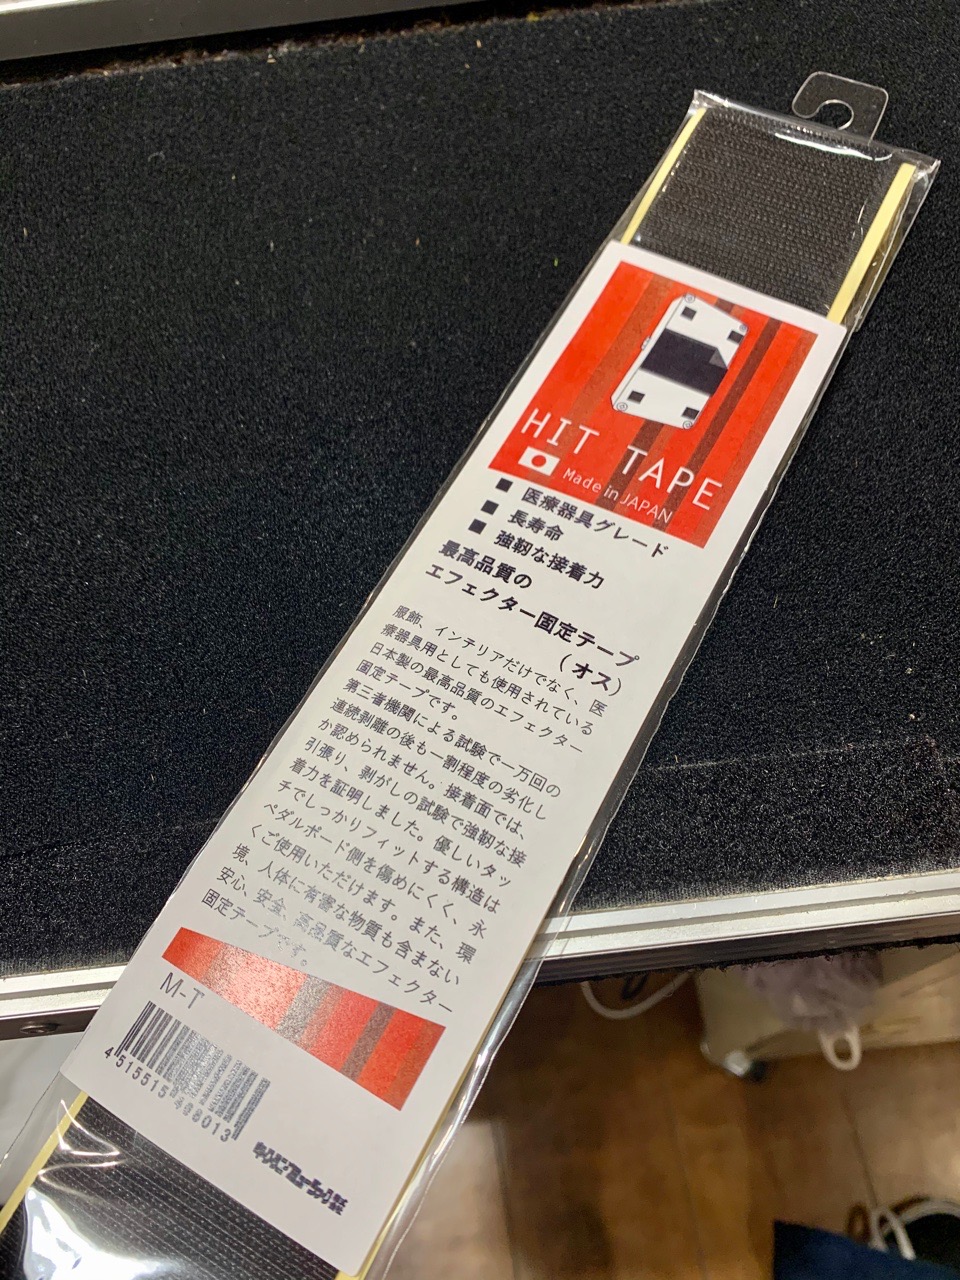 HIT TAPE
Made in JAPAN
■ 医療器具グレード
■ 長寿命
■ 強靭な接着力
最高品質の
エフェクター固定テープ
(オス)
服飾、インテリアだけでなく、医
療器具用としても使用されている
日本製の最高品質のエフェクター
固定テープです。
第三者機関による試験で一万回の
連続剥離の後も一割程度の劣化し
か認められません。接着面では、
引張り、剥がしの試験で強靭な接
着力を証明しました。優しいタッ
チでしっかりフィットする構造は
ペダルボード側を傷めにくく、永
くご使用いただけます。また、環
境、人体に有害な物質も含まない
安心、安全、高品質なエフェクター
固定テープです。
M-T
キョーリツミュージック